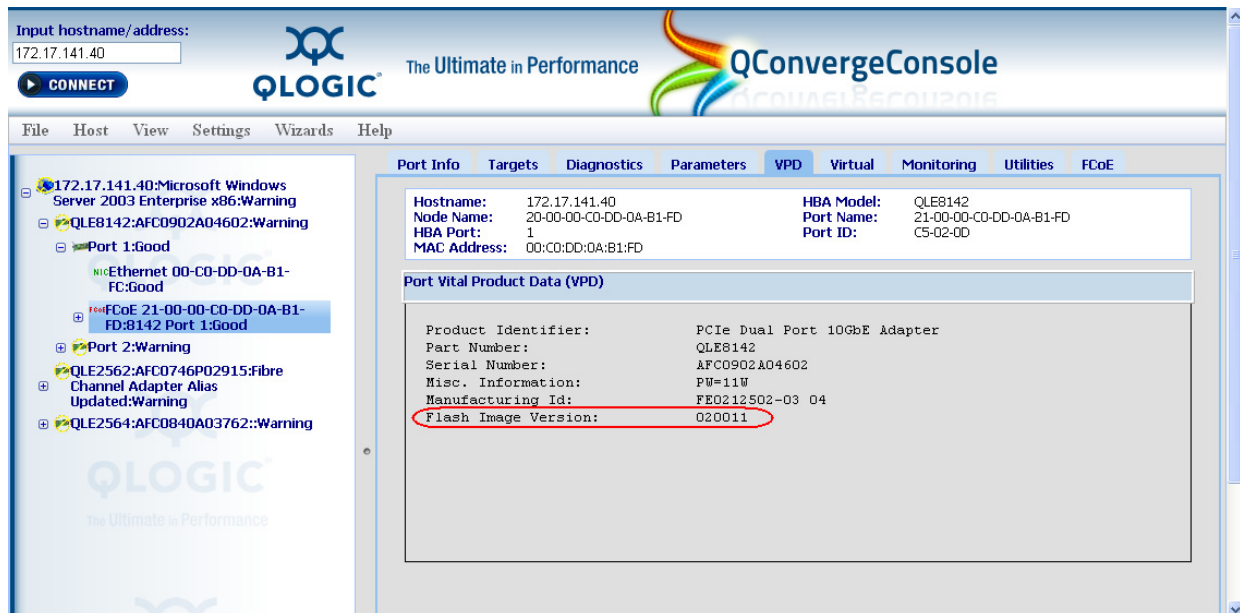 Input hostname/address:
172.17.141.40
CONNECT
QLOGIC
The Ultimate in Performance
QConvergeConsole
File Host View Settings Wizards Help
172.17.141.40:Microsoft Windows
Server 2003 Enterprise x86:Warning
QLE8142:AFC0902A04602:Warning
Port 1:Good
NIC Ethernet 00-C0-DD-0A-B1-
FC:Good
FCoE FCoE 21-00-00-C0-DD-0A-B1-
FD:8142 Port 1:Good
Port 2:Warning
QLE2562:AFC0746P02915:Fibre
Channel Adapter Alias
Updated:Warning
QLE2564:AFC0840A03762::Warning
QLOGIC
The Ultimate in Performance
Port Info Targets Diagnostics Parameters VPD Virtual Monitoring Utilities FCoE
Hostname: 172.17.141.40 HBA Model: QLE8142
Node Name: 20-00-00-C0-DD-0A-B1-FD Port Name: 21-00-00-C0-DD-0A-B1-FD
HBA Port: 1 Port ID: C5-02-0D
MAC Address: 00:C0:DD:0A:B1:FD
Port Vital Product Data (VPD)
Product Identifier: PCIe Dual Port 10GbE Adapter
Part Number: QLE8142
Serial Number: AFC0902A04602
Misc. Information: PW=11W
Manufacturing Id: FE0212502-03 04
Flash Image Version: 020011